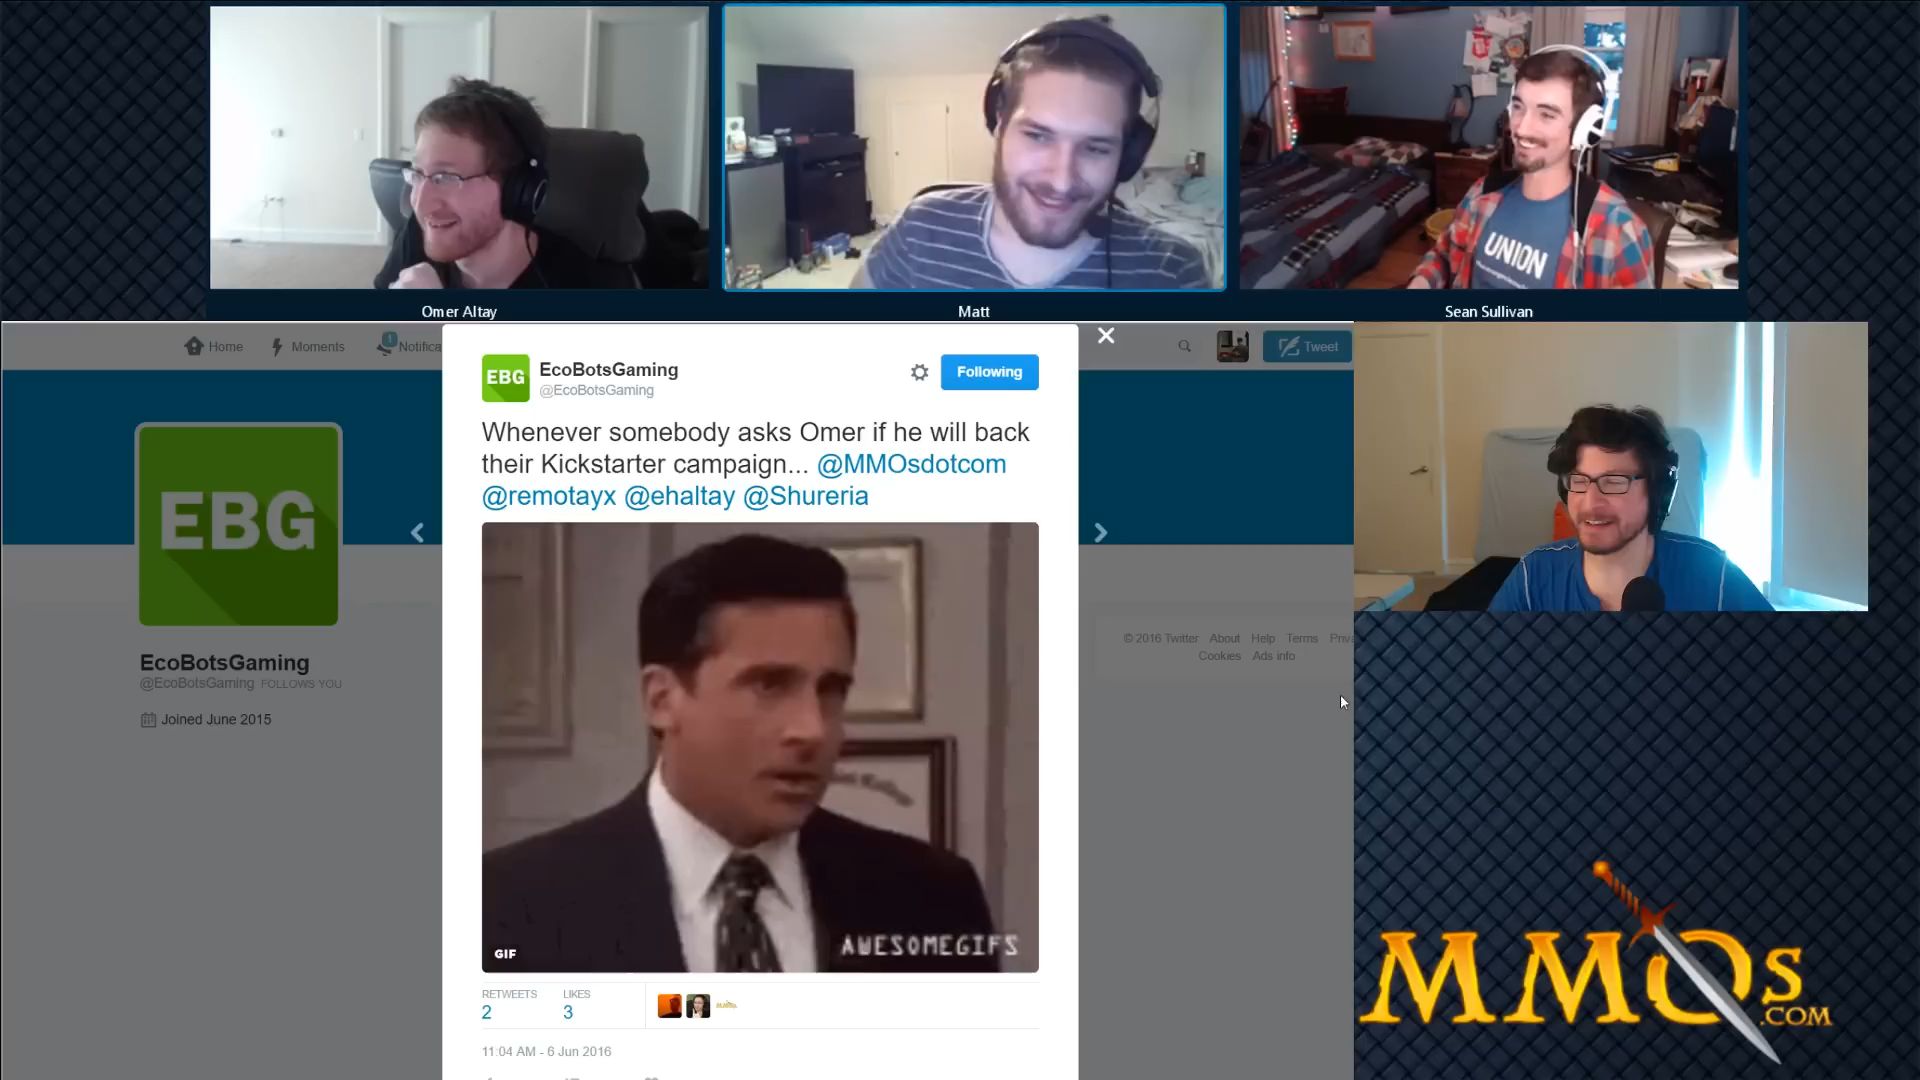 Omer Altay
Matt
Sean Sullivan
UNION
Home
Moments
Notifica
Tweet
EBG
EcoBotsGaming
@EcoBotsGaming
Following
Whenever somebody asks Omer if he will back
their Kickstarter campaign... @MMOsdotcom
@remotayx @ehaltay @Shureria
EBG
EcoBotsGaming
@EcoBotsGaming FOLLOWS YOU
Joined June 2015
GIF
AWESOMEGIFS
RETWEETS
2
LIKES
3
11:04 AM - 6 Jun 2016
© 2016 Twitter About Help Terms Priva
Cookies Ads info
MMOs
.COM